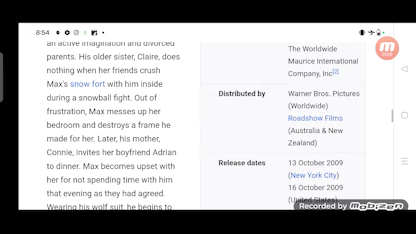 8:54
an active imagination and divorced
parents. His older sister, Claire, does
nothing when her friends crush
Max's snow fort with him inside
during a snowball fight. Out of
frustration, Max messes up her
bedroom and destroys a frame he
made for her. Later, his mother,
Connie, invites her boyfriend Adrian
to dinner. Max becomes upset with
her for not spending time with him
that evening as they had agreed.
Wearing his wolf suit, he begins to
The Worldwide
Maurice International
Company, Inc[2]
Distributed by
Warner Bros. Pictures
(Worldwide)
Roadshow Films
(Australia & New
Zealand)
Release dates
13 October 2009
(New York City)
16 October 2009
(United States)
Recorded by
MOBIZEN